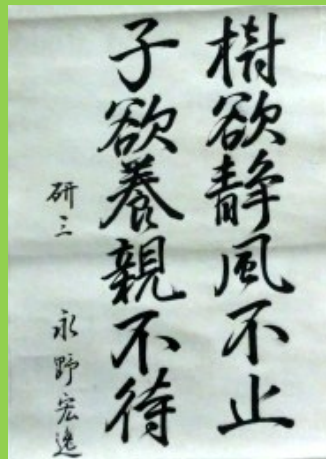 樹欲静風不止
子欲養親不待
研三 永野宏逸